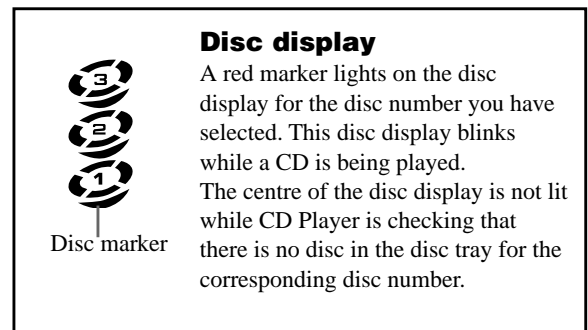 Disc display
3
2
1
Disc marker
A red marker lights on the disc
display for the disc number you have
selected. This disc display blinks
while a CD is being played.
The centre of the disc display is not lit
while CD Player is checking that
there is no disc in the disc tray for the
corresponding disc number.